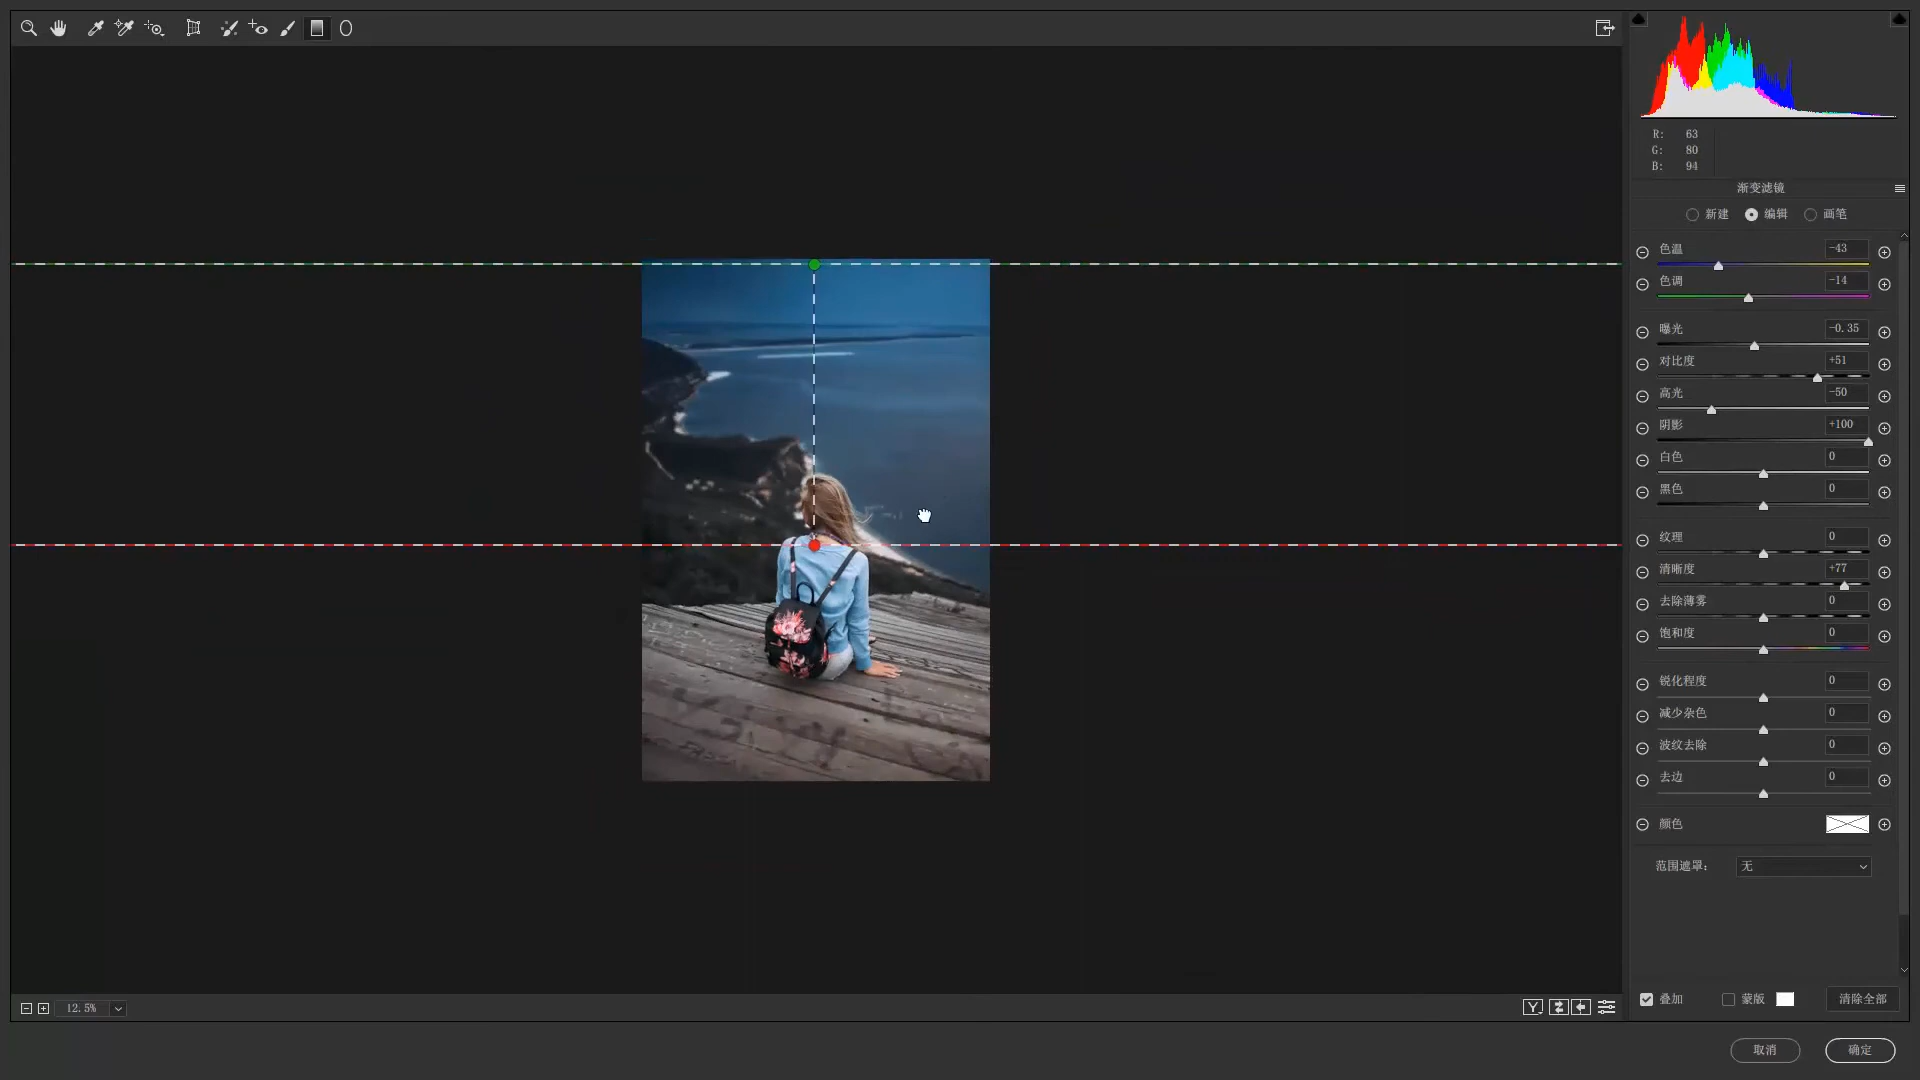 R: 63
G: 80
B: 94
渐变滤镜
新建 编辑 画笔
色温 -43
色调 -14
曝光 -0.35
对比度 +51
高光 -50
阴影 +100
白色 0
黑色 0
纹理 0
清晰度 +77
去除薄雾 0
饱和度 0
锐化程度 0
减少杂色 0
波纹去除 0
去边 0
颜色
范围遮罩: 无
叠加 蒙版 清除全部
12.5% Y
取消 确定